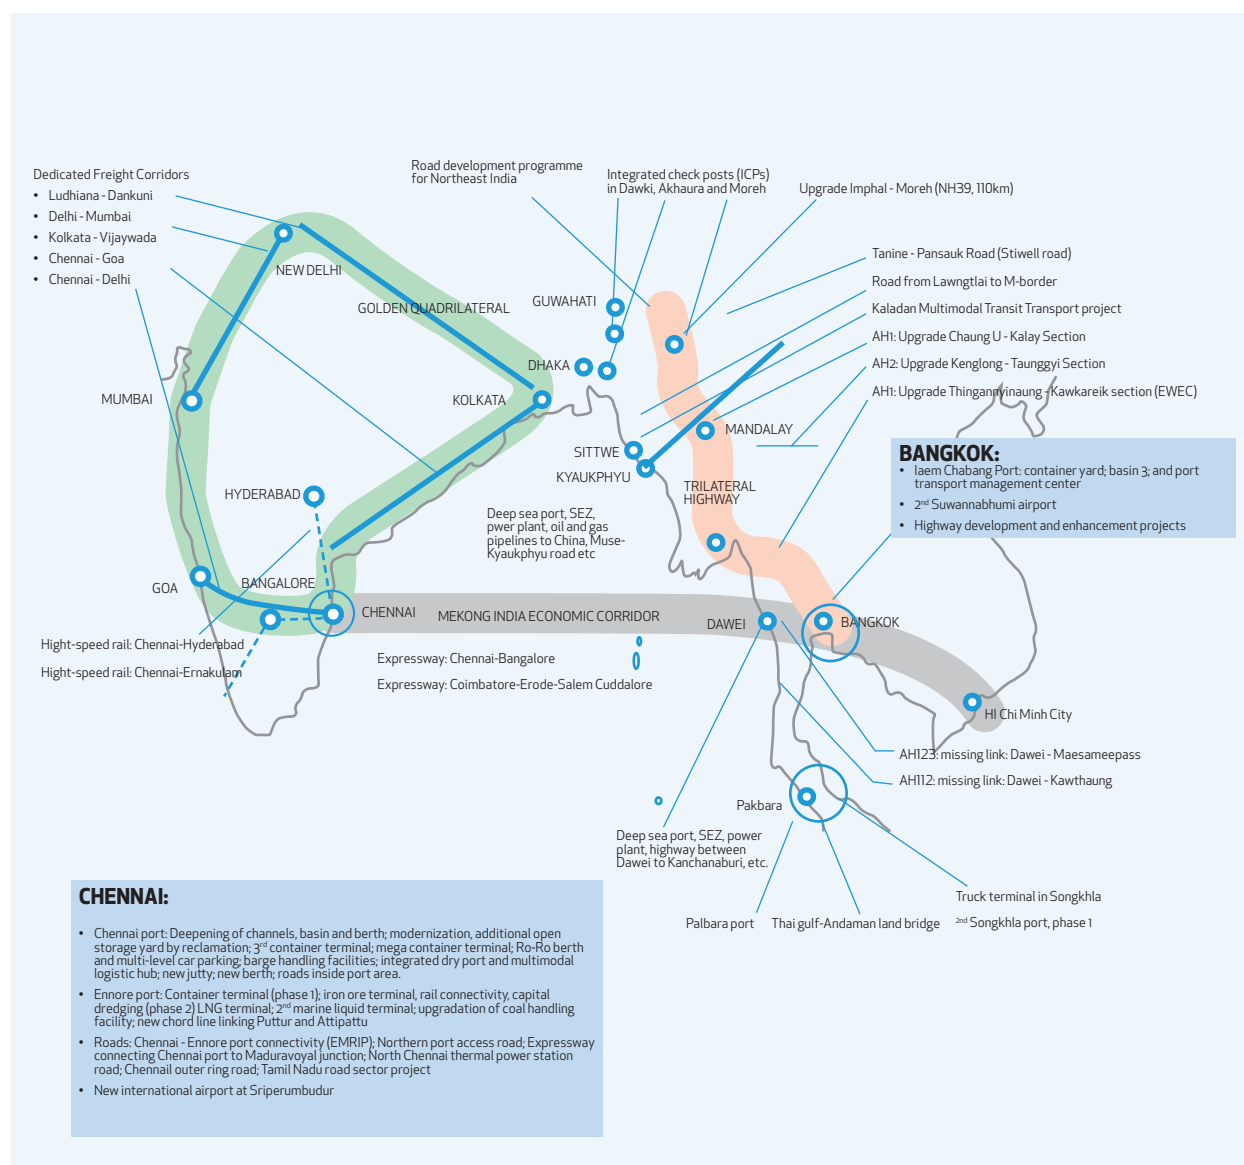 Dedicated Freight Corridors
• Ludhiana - Dankuni
• Delhi - Mumbai
• Kolkata - Vijaywada
• Chennai - Goa
• Chennai - Delhi
Road development programme
for Northeast India
Integrated check posts (ICPs)
in Dawki, Akhaura and Moreh
Upgrade Imphal - Moreh (NH39, 110km)
Tanine - Pansauk Road (Stiwell road)
Road from Lawngtlai to M-border
Kaladan Multimodal Transit Transport project
AH1: Upgrade Chaung U - Kalay Section
AH2: Upgrade Kenglong - Taunggyi Section
AH1: Upgrade Thingannyinaung - Kawkareik section (EWEC)
NEW DELHI
GOLDEN QUADRILATERAL
GUWAHATI
DHAKA
MUMBAI
KOLKATA
MANDALAY
SITTWE
KYAUKPHYU
TRILATERAL
HIGHWAY
HYDERABAD
Deep sea port, SEZ,
pwer plant, oil and gas
pipelines to China, Muse-
Kyaukphyu road etc
BANGKOK:
• laem Chabang Port: container yard; basin 3; and port
transport management center
• 2nd Suwannabhumi airport
• Highway development and enhancement projects
GOA
BANGALORE
CHENNAI
MEKONG INDIA ECONOMIC CORRIDOR
DAWEI
BANGKOK
Hight-speed rail: Chennai-Hyderabad
Hight-speed rail: Chennai-Ernakulam
Expressway: Chennai-Bangalore
Expressway: Coimbatore-Erode-Salem Cuddalore
HI Chi Minh City
AH123: missing link: Dawei - Maesameepass
AH112: missing link: Dawei - Kawthaung
Pakbara
Deep sea port, SEZ, power
plant, highway between
Dawei to Kanchanaburi, etc.
Palbara port
Thai gulf-Andaman land bridge
Truck terminal in Songkhla
2nd Songkhla port, phase 1
CHENNAI:
• Chennai port: Deepening of channels, basin and berth; modernization, additional open
storage yard by reclamation; 3rd container terminal; mega container terminal; Ro-Ro berth
and multi-level car parking; barge handling facilities; integrated dry port and multimodal
logistic hub; new jutty; new berth; roads inside port area.
• Ennore port: Container terminal (phase 1); iron ore terminal, rail connectivity, capital
dredging (phase 2) LNG terminal; 2nd marine liquid terminal; upgradation of coal handling
facility; new chord line linking Puttur and Attipattu
• Roads: Chennai - Ennore port connectivity (EMRIP); Northern port access road; Expressway
connecting Chennai port to Maduravoyal junction; North Chennai thermal power station
road; Chennail outer ring road; Tamil Nadu road sector project
• New international airport at Sriperumbudur